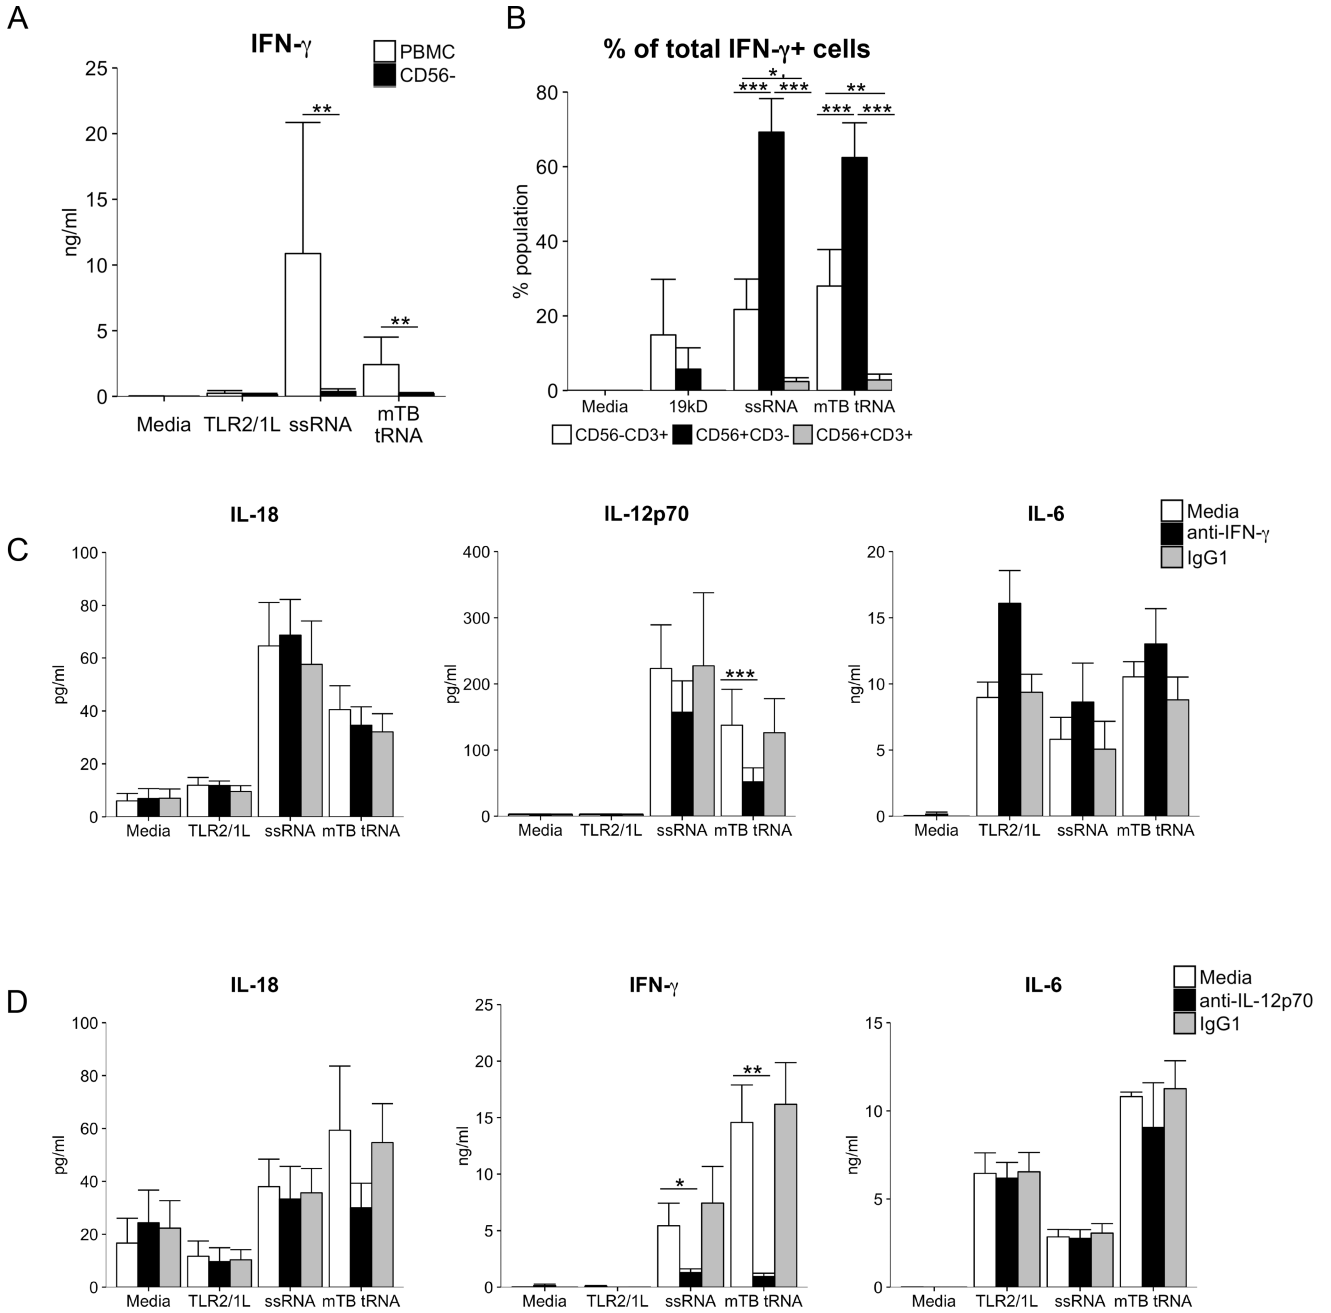 A
IFN-γ
PBMC
CD56-
25
20
15
10
5
0
ng/ml
**
**
Media TLR2/1L ssRNA mTB tRNA
B
% of total IFN-γ+ cells
80
60
40
20
0
% population
*
*** ***
**
*** ***
Media 19kD ssRNA mTB tRNA
CD56-CD3+ CD56+CD3- CD56+CD3+
C
IL-18
100
80
60
40
20
0
pg/ml
Media TLR2/1L ssRNA mTB tRNA
IL-12p70
400
300
200
100
0
pg/ml
***
Media TLR2/1L ssRNA mTB tRNA
IL-6
Media
anti-IFN-γ
IgG1
20
15
10
5
0
ng/ml
Media TLR2/1L ssRNA mTB tRNA
D
IL-18
100
80
60
40
20
0
pg/ml
Media TLR2/1L ssRNA mTB tRNA
IFN-γ
25
20
15
10
5
0
ng/ml
*
**
Media TLR2/1L ssRNA mTB tRNA
IL-6
Media
anti-IL-12p70
IgG1
15
10
5
0
ng/ml
Media TLR2/1L ssRNA mTB tRNA